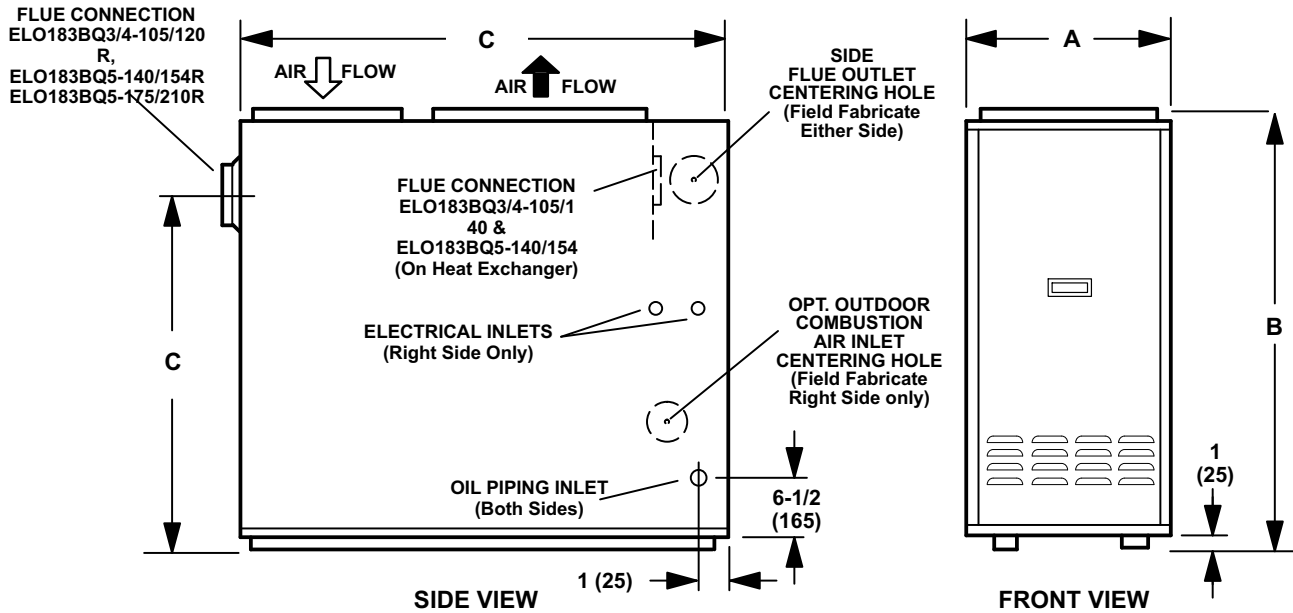 FLUE CONNECTION
ELO183BQ3/4-105/120
R,
ELO183BQ5-140/154R
ELO183BQ5-175/210R
C
AIR FLOW
AIR FLOW
SIDE
FLUE OUTLET
CENTERING HOLE
(Field Fabricate
Either Side)
A
FLUE CONNECTION
ELO183BQ3/4-105/1
40 &
ELO183BQ5-140/154
(On Heat Exchanger)
C
ELECTRICAL INLETS
(Right Side Only)
OPT. OUTDOOR
COMBUSTION
AIR INLET
CENTERING HOLE
(Field Fabricate
Right Side only)
B
OIL PIPING INLET
(Both Sides)
6-1/2
(165)
1
(25)
1 (25)
SIDE VIEW
FRONT VIEW